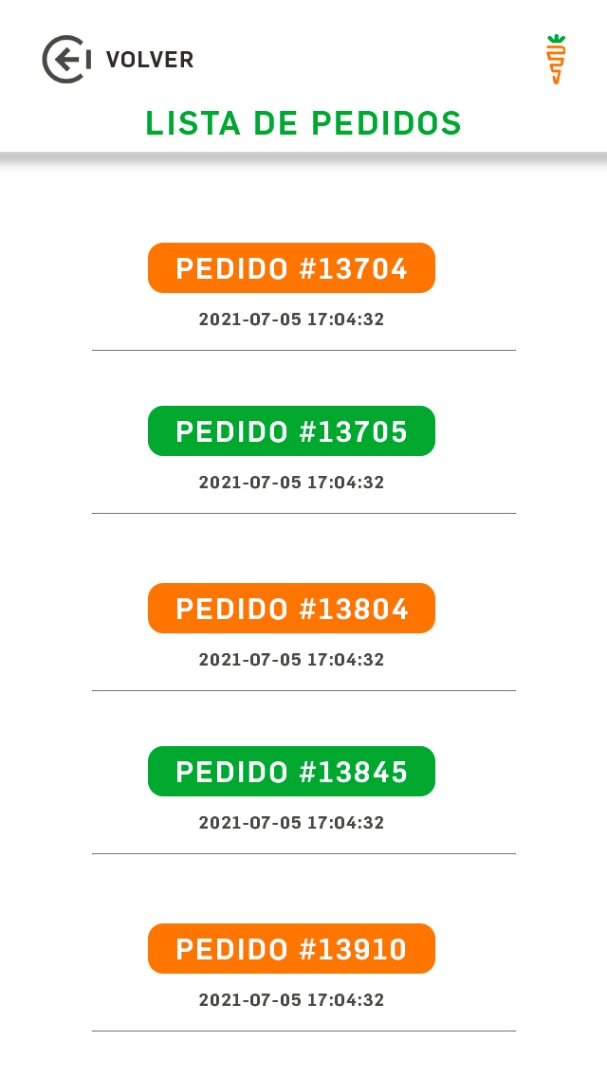 VOLVER
LISTA DE PEDIDOS
PEDIDO #13704
2021-07-05 17:04:32
PEDIDO #13705
2021-07-05 17:04:32
PEDIDO #13804
2021-07-05 17:04:32
PEDIDO #13845
2021-07-05 17:04:32
PEDIDO #13910
2021-07-05 17:04:32